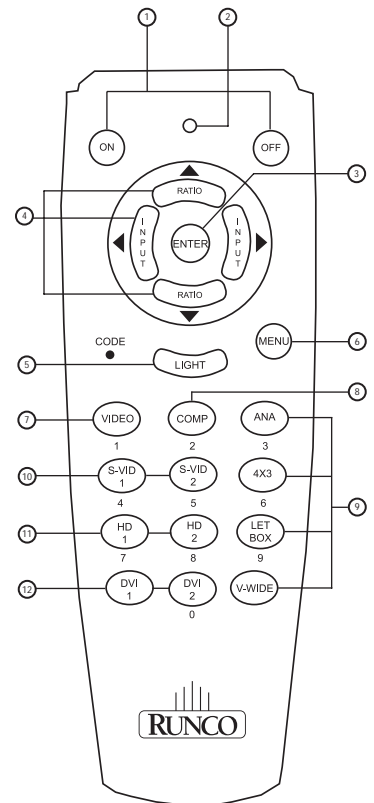 1
2
ON
OFF
RATIO
3
4
INPUT
ENTER
INPUT
RATIO
CODE
MENU
6
5
LIGHT
8
7
VIDEO
COMP
ANA
1
2
3
10
S-VID 1
S-VID 2
4X3
4
5
6
9
11
HD 1
HD 2
LET BOX
7
8
9
12
DVI 1
DVI 2
V-WIDE
0
RUNCO